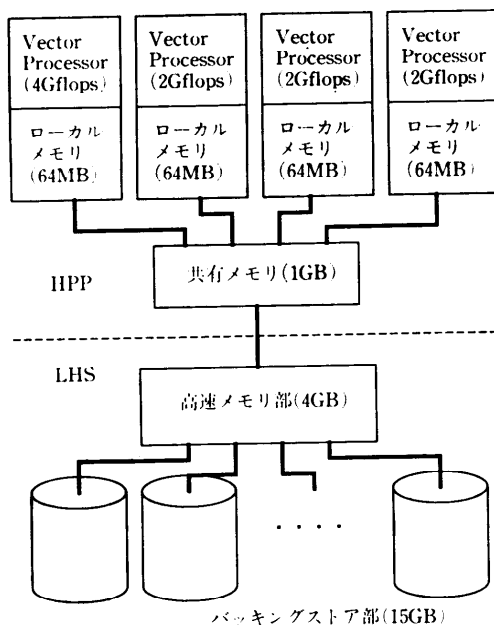 Vector
Processor
(4Gflops)
ローカル
メモリ
(64MB)
Vector
Processor
(2Gflops)
ローカル
メモリ
(64MB)
Vector
Processor
(2Gflops)
ローカル
メモリ
(64MB)
Vector
Processor
(2Gflops)
ローカル
メモリ
(64MB)
共有メモリ(1GB)
HPP
LHS
高速メモリ部(4GB)
. . . .
バッキングストア部(15GB)